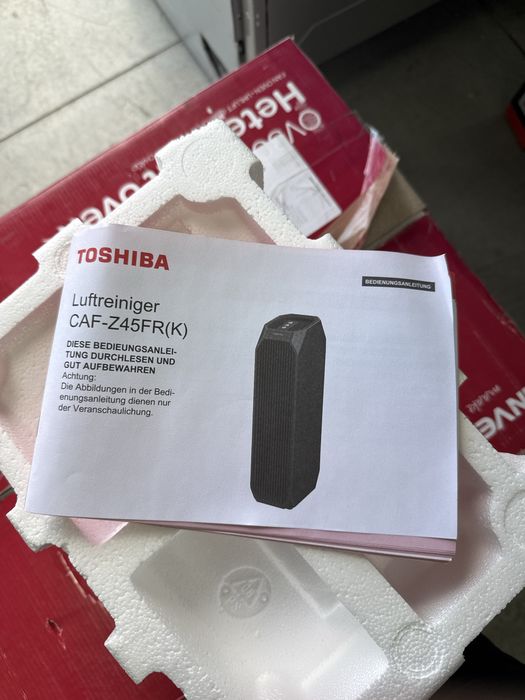 TOSHIBA
BEDIENUNGSANLEITUNG
Luftreiniger
CAF-Z45FR(K)
DIESE BEDIEUNGSANLEI-
TUNG DURCHLESEN UND
GUT AUFBEWAHREN
Achtung:
Die Abbildungen in der Bedi-
enungsanleitung dienen nur
der Veranschaulichung.